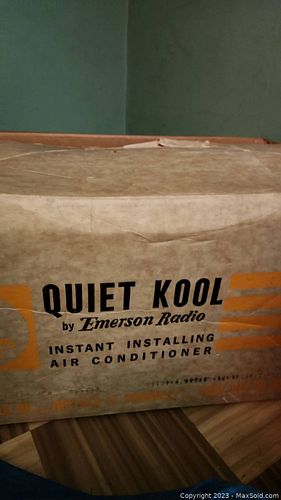 QUIET KOOL
by Emerson Radio
INSTANT INSTALLING
AIR CONDITIONER
Copyright © 2023 - MaxSold.com